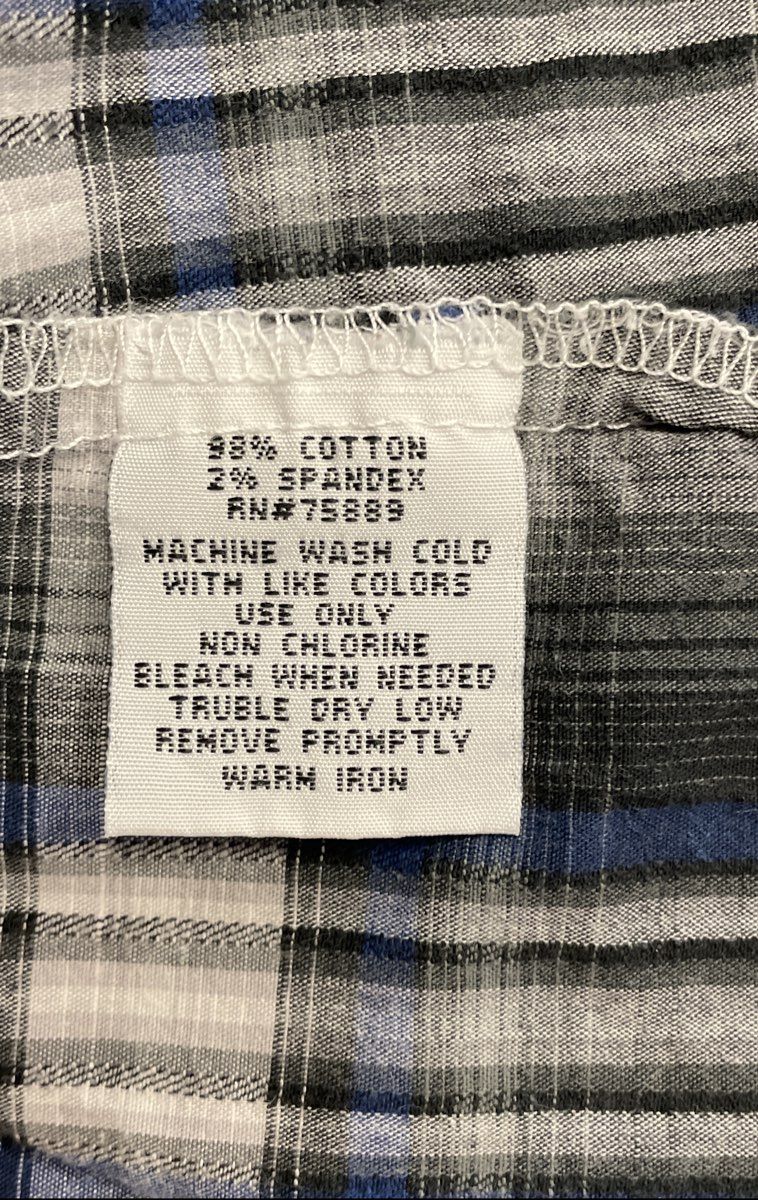 98% COTTON
2% SPANDEX
RN#75889
MACHINE WASH COLD
WITH LIKE COLORS
USE ONLY
NON CHLORINE
BLEACH WHEN NEEDED
TRUBLE DRY LOW
REMOVE PROMPTLY
WARM IRON